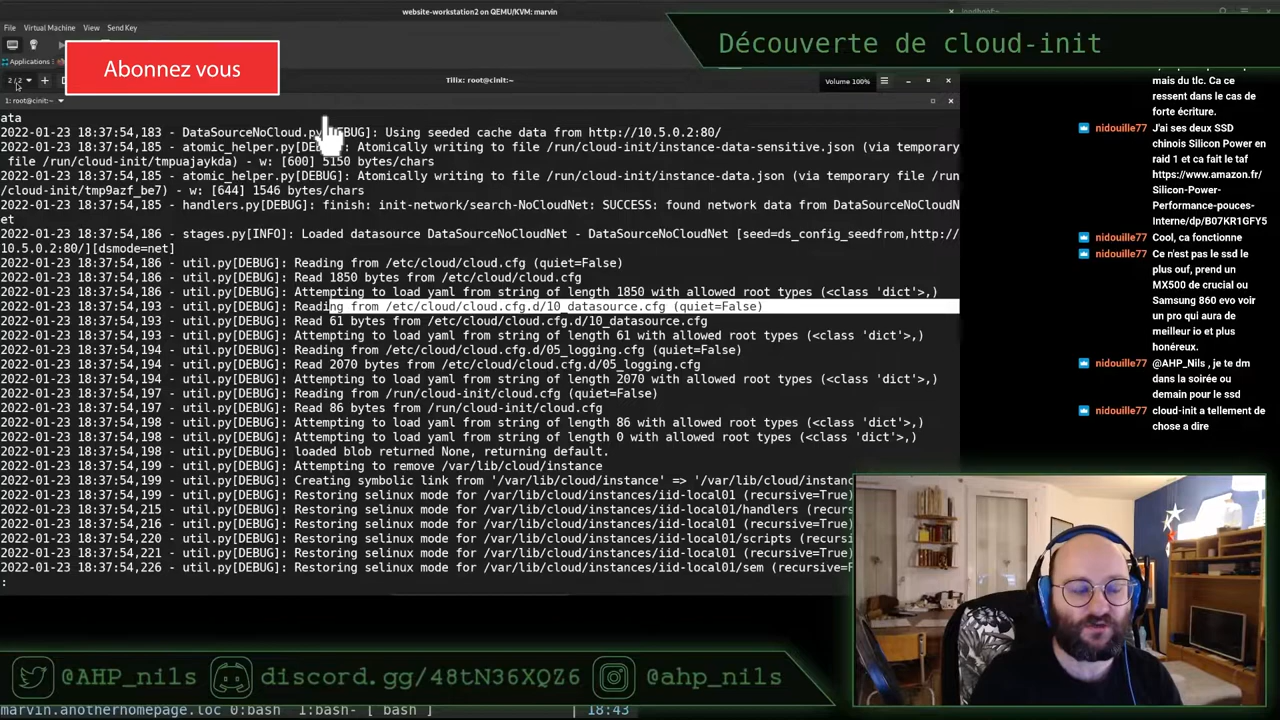 website-workstation2 on QEMU/KVM: marvin
File Virtual Machine View Send Key
Applications
Abonnez vous
Découverte de cloud-init
2 / 2
Tilix: root@cinit:~
Volume 100%
1: root@cinit:~
ata
2022-01-23 18:37:54,183 - DataSourceNoCloud.py[DEBUG]: Using seeded cache data from http://10.5.0.2:80/
2022-01-23 18:37:54,185 - atomic_helper.py[DEBUG]: Atomically writing to file /run/cloud-init/instance-data-sensitive.json (via temporary
file /run/cloud-init/tmpuajaykda) - w: [600] 5150 bytes/chars
2022-01-23 18:37:54,185 - atomic_helper.py[DEBUG]: Atomically writing to file /run/cloud-init/instance-data.json (via temporary file /run
/cloud-init/tmp9azf_be7) - w: [644] 1546 bytes/chars
2022-01-23 18:37:54,185 - handlers.py[DEBUG]: finish: init-network/search-NoCloudNet: SUCCESS: found network data from DataSourceNoCloudN
et
2022-01-23 18:37:54,186 - stages.py[INFO]: Loaded datasource DataSourceNoCloudNet - DataSourceNoCloudNet [seed=ds_config_seedfrom,http://
10.5.0.2:80/][dsmode=net]
2022-01-23 18:37:54,186 - util.py[DEBUG]: Reading from /etc/cloud/cloud.cfg (quiet=False)
2022-01-23 18:37:54,186 - util.py[DEBUG]: Read 1850 bytes from /etc/cloud/cloud.cfg
2022-01-23 18:37:54,186 - util.py[DEBUG]: Attempting to load yaml from string of length 1850 with allowed root types (<class 'dict'>,)
2022-01-23 18:37:54,193 - util.py[DEBUG]: Reading from /etc/cloud/cloud.cfg.d/10_datasource.cfg (quiet=False)
2022-01-23 18:37:54,193 - util.py[DEBUG]: Read 61 bytes from /etc/cloud/cloud.cfg.d/10_datasource.cfg
2022-01-23 18:37:54,193 - util.py[DEBUG]: Attempting to load yaml from string of length 61 with allowed root types (<class 'dict'>,)
2022-01-23 18:37:54,194 - util.py[DEBUG]: Reading from /etc/cloud/cloud.cfg.d/05_logging.cfg (quiet=False)
2022-01-23 18:37:54,194 - util.py[DEBUG]: Read 2070 bytes from /etc/cloud/cloud.cfg.d/05_logging.cfg
2022-01-23 18:37:54,194 - util.py[DEBUG]: Attempting to load yaml from string of length 2070 with allowed root types (<class 'dict'>,)
2022-01-23 18:37:54,197 - util.py[DEBUG]: Reading from /run/cloud-init/cloud.cfg (quiet=False)
2022-01-23 18:37:54,197 - util.py[DEBUG]: Read 86 bytes from /run/cloud-init/cloud.cfg
2022-01-23 18:37:54,198 - util.py[DEBUG]: Attempting to load yaml from string of length 86 with allowed root types (<class 'dict'>,)
2022-01-23 18:37:54,198 - util.py[DEBUG]: Attempting to load yaml from string of length 0 with allowed root types (<class 'dict'>,)
2022-01-23 18:37:54,198 - util.py[DEBUG]: loaded blob returned None, returning default.
2022-01-23 18:37:54,199 - util.py[DEBUG]: Attempting to remove /var/lib/cloud/instance
2022-01-23 18:37:54,199 - util.py[DEBUG]: Creating symbolic link from '/var/lib/cloud/instance' => '/var/lib/cloud/instanc
2022-01-23 18:37:54,199 - util.py[DEBUG]: Restoring selinux mode for /var/lib/cloud/instances/iid-local01 (recursive=True)
2022-01-23 18:37:54,215 - util.py[DEBUG]: Restoring selinux mode for /var/lib/cloud/instances/iid-local01/handlers (recurs
2022-01-23 18:37:54,216 - util.py[DEBUG]: Restoring selinux mode for /var/lib/cloud/instances/iid-local01 (recursive=True)
2022-01-23 18:37:54,220 - util.py[DEBUG]: Restoring selinux mode for /var/lib/cloud/instances/iid-local01/scripts (recursi
2022-01-23 18:37:54,221 - util.py[DEBUG]: Restoring selinux mode for /var/lib/cloud/instances/iid-local01 (recursive=True)
2022-01-23 18:37:54,226 - util.py[DEBUG]: Restoring selinux mode for /var/lib/cloud/instances/iid-local01/sem (recursive=F
:
mais du tlc. Ca ce
ressent dans le cas de
forte écriture.
nidouille77 J'ai ses deux SSD
chinois Silicon Power en
raid 1 et ca fait le taf
https://www.amazon.fr/
Silicon-Power-
Performance-pouces-
Interne/dp/B07KR1GFY5
nidouille77 Cool, ca fonctionne
nidouille77 Ce n'est pas le ssd le
plus ouf, prend un
MX500 de crucial ou
Samsung 860 evo voir
un pro qui aura de
meilleur io et plus
honéreux.
nidouille77 @AHP_Nils , je te dm
dans la soirée ou
demain pour le ssd
nidouille77 cloud-init a tellement de
chose a dire
@AHP_nils discord.gg/48tN36XQZ6 @ahp_nils
marvin.anotherhomepage.loc 0:bash 1:bash- [ bash ] | 18:43